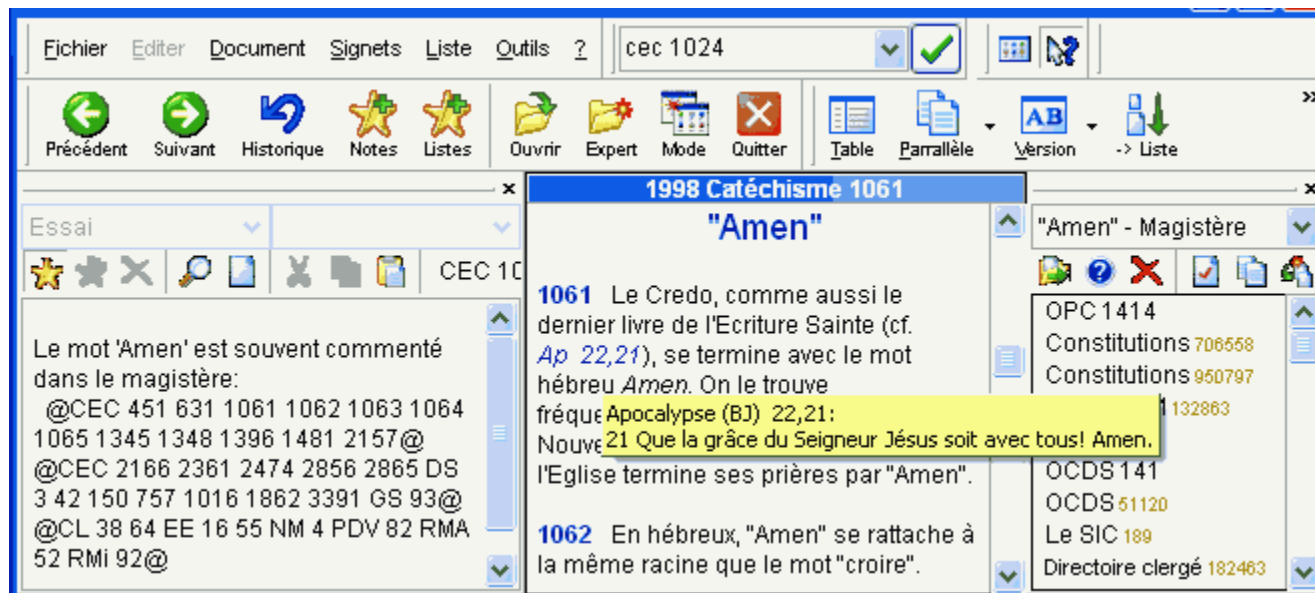 Fichier Editer Document Signets Liste Outils ? cec 1024
Précédent Suivant Historique Notes Listes Ouvrir Expert Mode Quitter Table Parrallèle Version -> Liste
Essai
CEC 10
Le mot 'Amen' est souvent commenté
dans le magistère:
@CEC 451 631 1061 1062 1063 1064
1065 1345 1348 1396 1481 2157@
@CEC 2166 2361 2474 2856 2865 DS
3 42 150 757 1016 1862 3391 GS 93@
@CL 38 64 EE 16 55 NM 4 PDV 82 RMA
52 RMi 92@
1998 Catéchisme 1061
"Amen"
1061 Le Credo, comme aussi le
dernier livre de l'Ecriture Sainte (cf.
Ap 22,21), se termine avec le mot
hébreu Amen. On le trouve
Apocalypse (BJ) 22,21:
21 Que la grâce du Seigneur Jésus soit avec tous! Amen.
l'Eglise termine ses prières par "Amen".
1062 En hébreux, "Amen" se rattache à
la même racine que le mot "croire".
"Amen" - Magistère
OPC 1414
Constitutions 706558
Constitutions 950797
132863
OCDS 141
OCDS 51120
Le SIC 189
Directoire clergé 182463